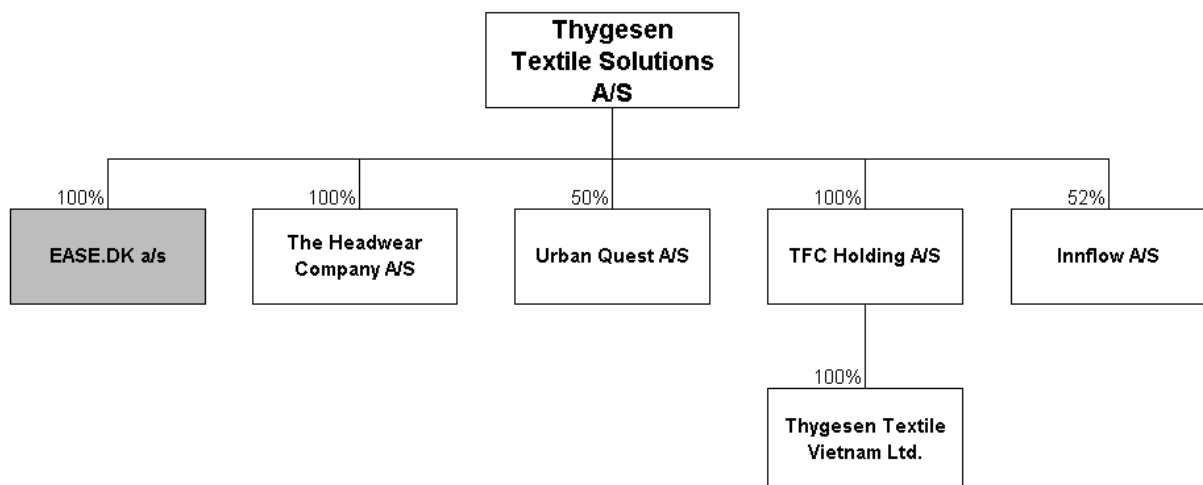 Thygesen
Textile Solutions
A/S
100%
100%
50%
100%
52%
EASE.DK a/s
The Headwear
Company A/S
Urban Quest A/S
TFC Holding A/S
Innflow A/S
100%
Thygesen Textile
Vietnam Ltd.